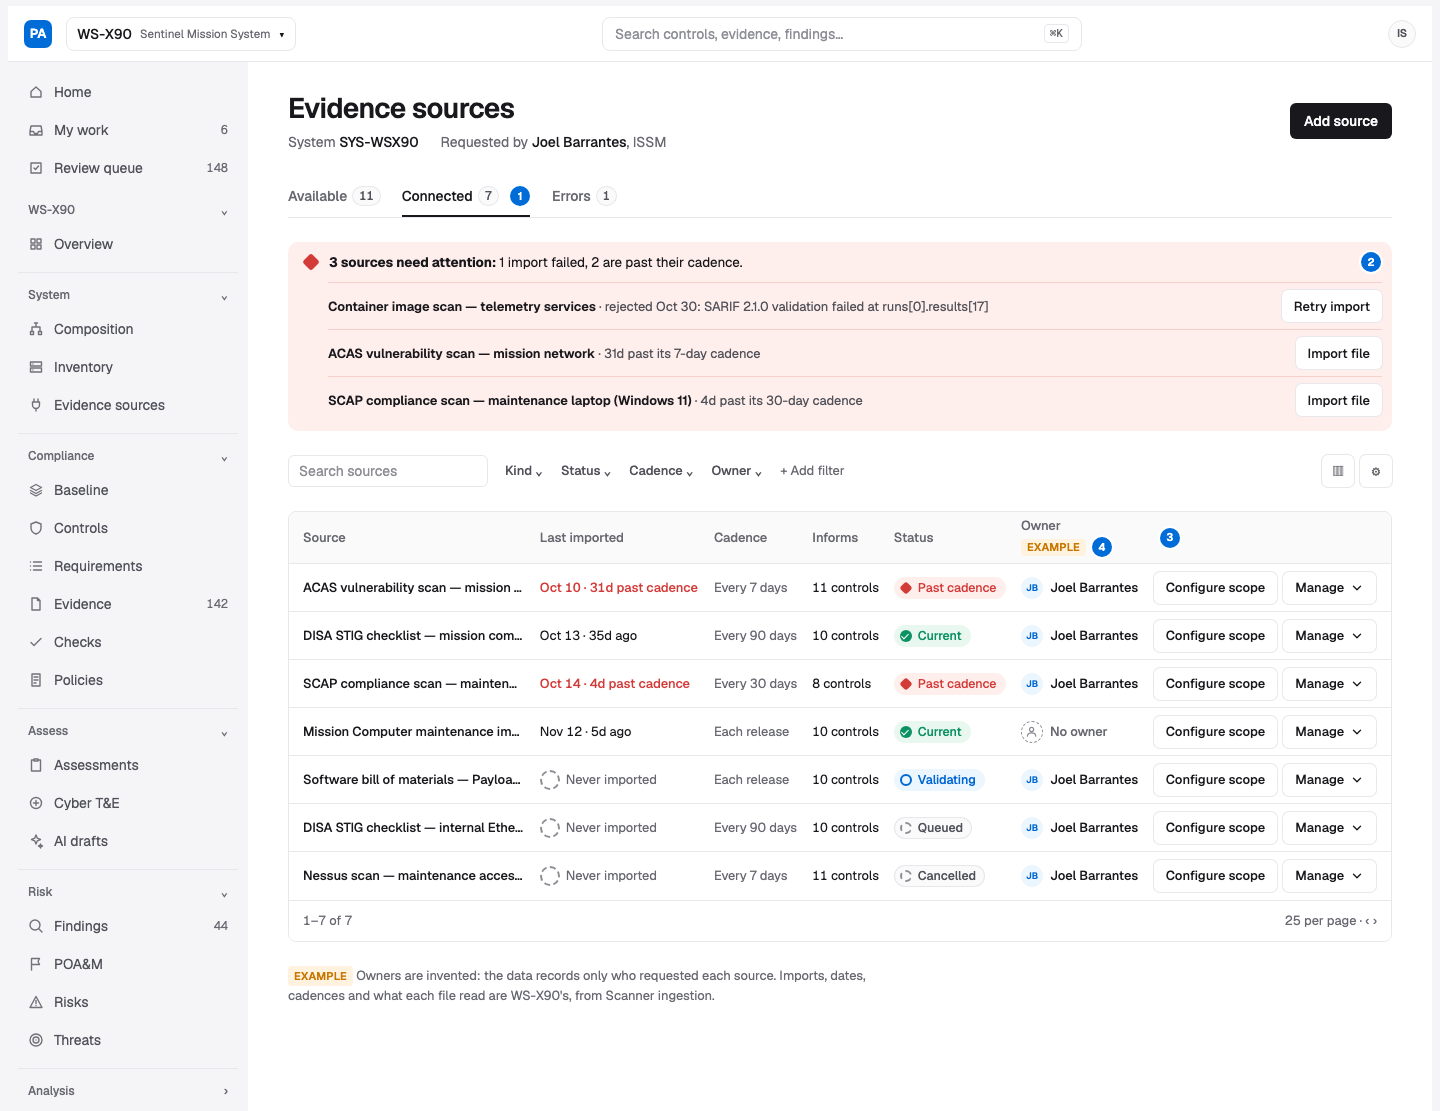 PA
WS-X90 Sentinel Mission System
Search controls, evidence, findings... ⌘K
IS
Home
My work 6
Review queue 148
WS-X90
Overview
System
Composition
Inventory
Evidence sources
Compliance
Baseline
Controls
Requirements
Evidence 142
Checks
Policies
Assess
Assessments
Cyber T&E
AI drafts
Risk
Findings 44
POA&M
Risks
Threats
Analysis
Evidence sources
System SYS-WSX90 Requested by Joel Barrantes, ISSM
Add source
Available 11 Connected 7 1 Errors 1
3 sources need attention: 1 import failed, 2 are past their cadence. 2
Container image scan — telemetry services · rejected Oct 30: SARIF 2.1.0 validation failed at runs[0].results[17] Retry import
ACAS vulnerability scan — mission network · 31d past its 7-day cadence Import file
SCAP compliance scan — maintenance laptop (Windows 11) · 4d past its 30-day cadence Import file
Search sources Kind Status Cadence Owner + Add filter
Source Last imported Cadence Informs Status Owner EXAMPLE 4 3
ACAS vulnerability scan — mission ... Oct 10 · 31d past cadence Every 7 days 11 controls Past cadence JB Joel Barrantes Configure scope Manage
DISA STIG checklist — mission com... Oct 13 · 35d ago Every 90 days 10 controls Current JB Joel Barrantes Configure scope Manage
SCAP compliance scan — mainten... Oct 14 · 4d past cadence Every 30 days 8 controls Past cadence JB Joel Barrantes Configure scope Manage
Mission Computer maintenance im... Nov 12 · 5d ago Each release 10 controls Current No owner Configure scope Manage
Software bill of materials — Payloa... Never imported Each release 10 controls Validating JB Joel Barrantes Configure scope Manage
DISA STIG checklist — internal Ethe... Never imported Every 90 days 10 controls Queued JB Joel Barrantes Configure scope Manage
Nessus scan — maintenance acces... Never imported Every 7 days 11 controls Cancelled JB Joel Barrantes Configure scope Manage
1–7 of 7 25 per page · ‹ ›
EXAMPLE Owners are invented: the data records only who requested each source. Imports, dates,
cadences and what each file read are WS-X90's, from Scanner ingestion.